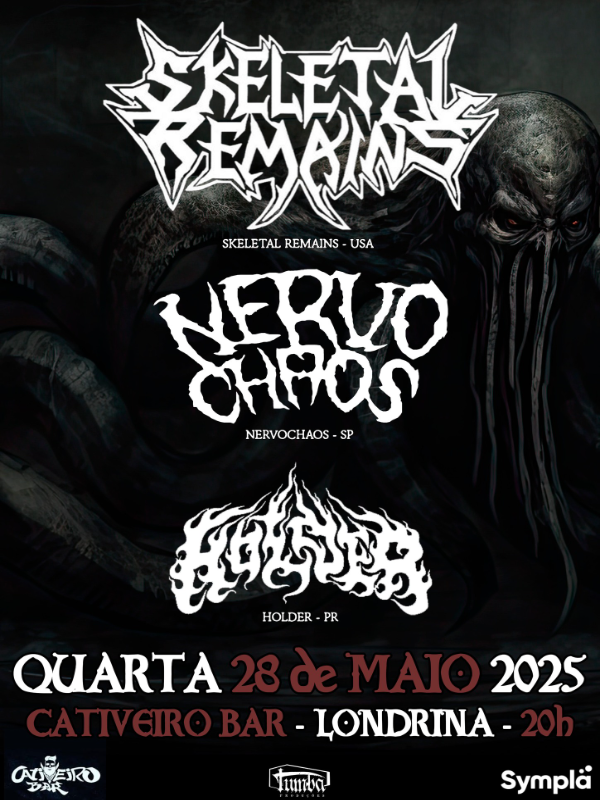 SKELETAL
REMAINS
SKELETAL REMAINS - USA
NERVO
CHAOS
NERVOCHAOS - SP
HOLDER
HOLDER - PR
QUARTA 28 de MAIO 2025
CATIVEIRO BAR - LONDRINA - 20h
CATIVEIRO
BAR
Tumba
Sympla